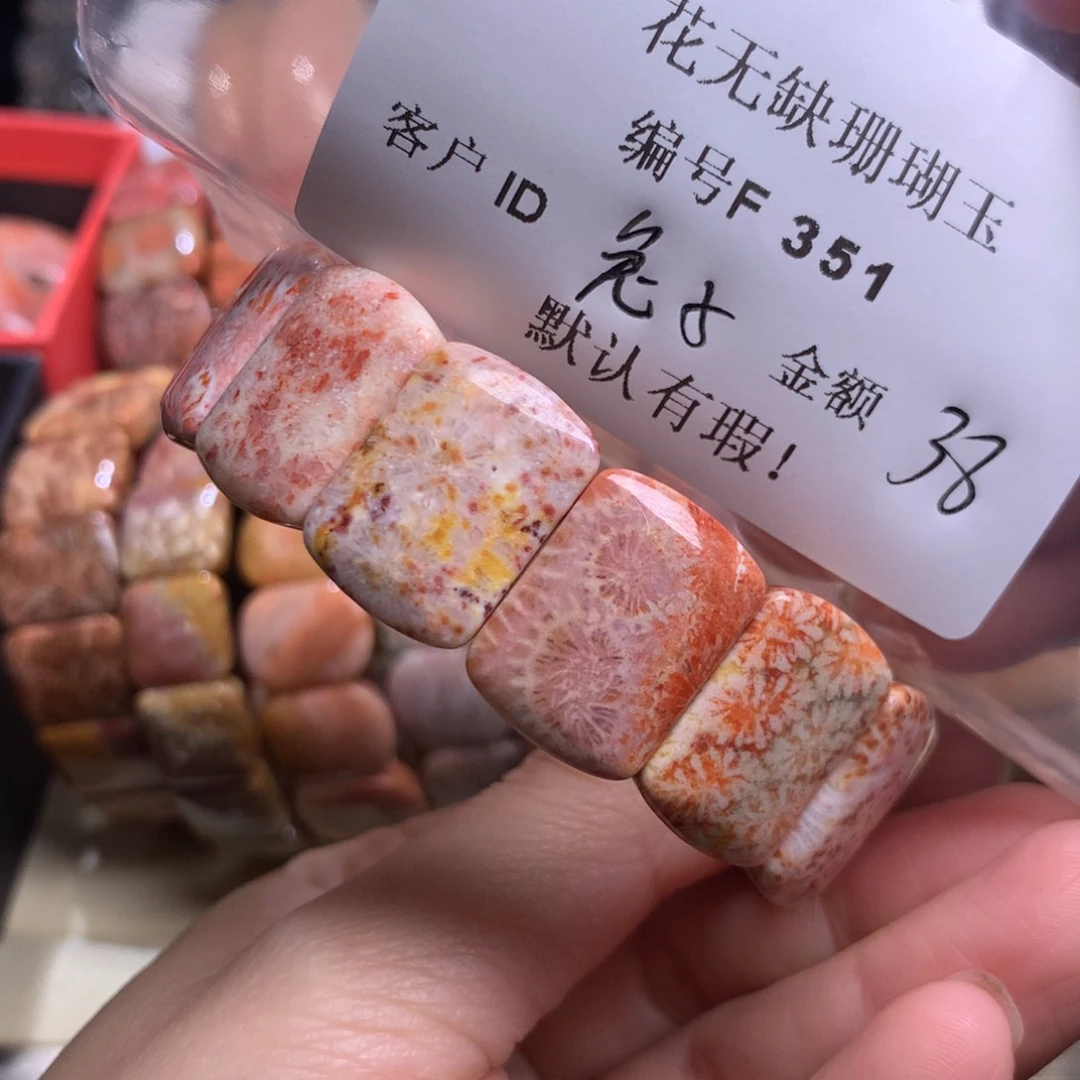 花无缺珊瑚玉
编号F 351
客户 ID
金额 38
默认有瑕！